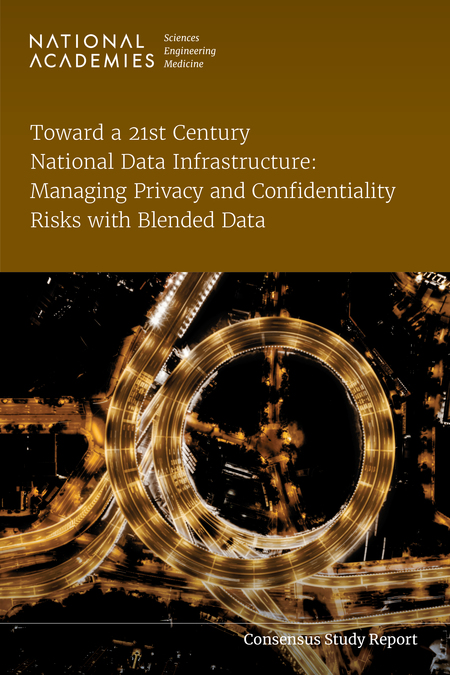 NATIONAL ACADEMIES
Sciences
Engineering
Medicine
Toward a 21st Century
National Data Infrastructure:
Managing Privacy and Confidentiality
Risks with Blended Data
Consensus Study Report